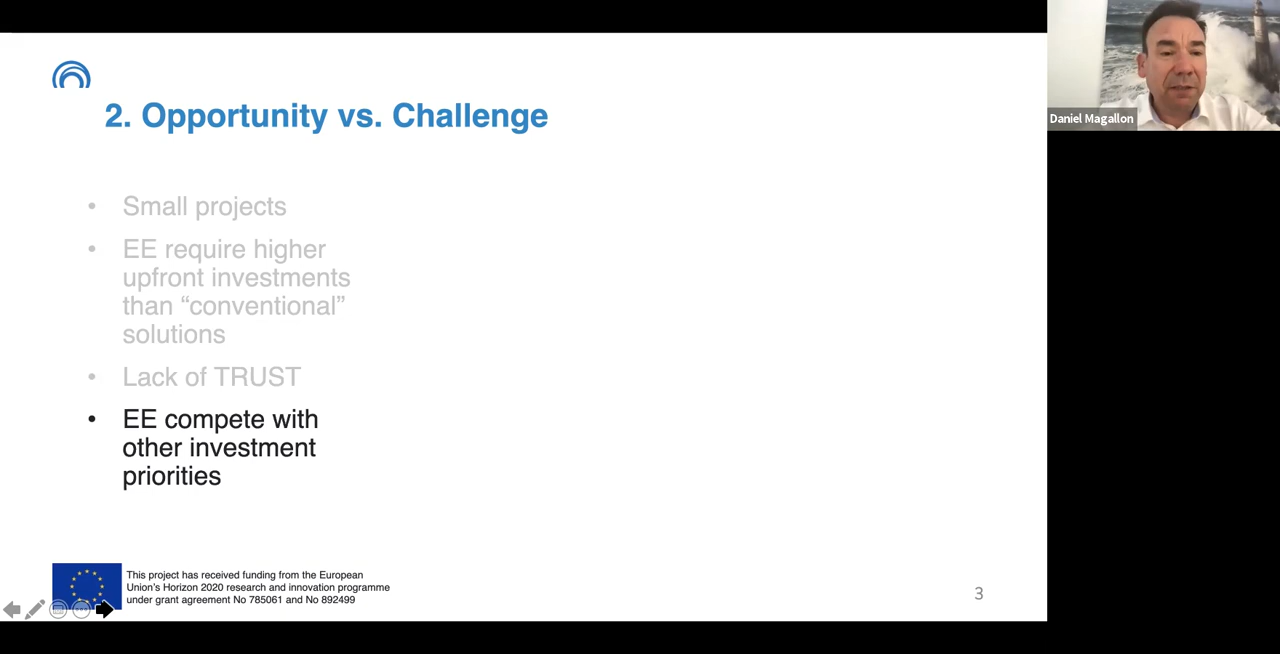 2. Opportunity vs. Challenge
• Small projects
• EE require higher
upfront investments
than “conventional”
solutions
• Lack of TRUST
• EE compete with
other investment
priorities
This project has received funding from the European
Union’s Horizon 2020 research and innovation programme
under grant agreement No 785061 and No 892499
3
Daniel Magallon